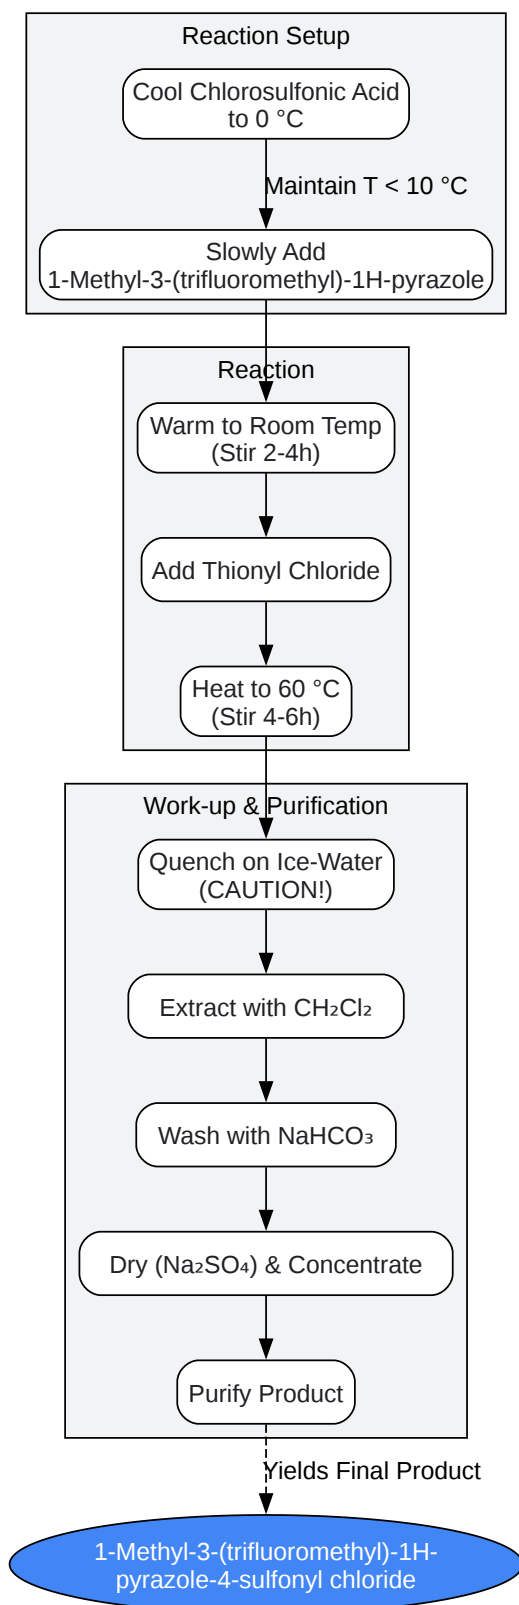 Reaction Setup
Cool Chlorosulfonic Acid
to 0 °C
Maintain T < 10 °C
Slowly Add
1-Methyl-3-(trifluoromethyl)-1H-pyrazole
Reaction
Warm to Room Temp
(Stir 2-4h)
Add Thionyl Chloride
Heat to 60 °C
(Stir 4-6h)
Work-up & Purification
Quench on Ice-Water
(CAUTION!)
Extract with CH₂Cl₂
Wash with NaHCO₃
Dry (Na₂SO₄) & Concentrate
Purify Product
Yields Final Product
1-Methyl-3-(trifluoromethyl)-1H-
pyrazole-4-sulfonyl chloride